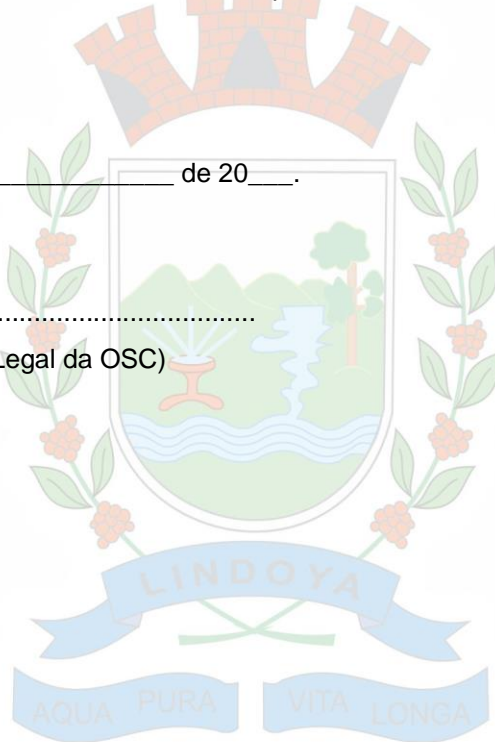 _____________ de 20___.
..................................
Legal da OSC)
LINDOYA
AQUA PURA VITA LONGA